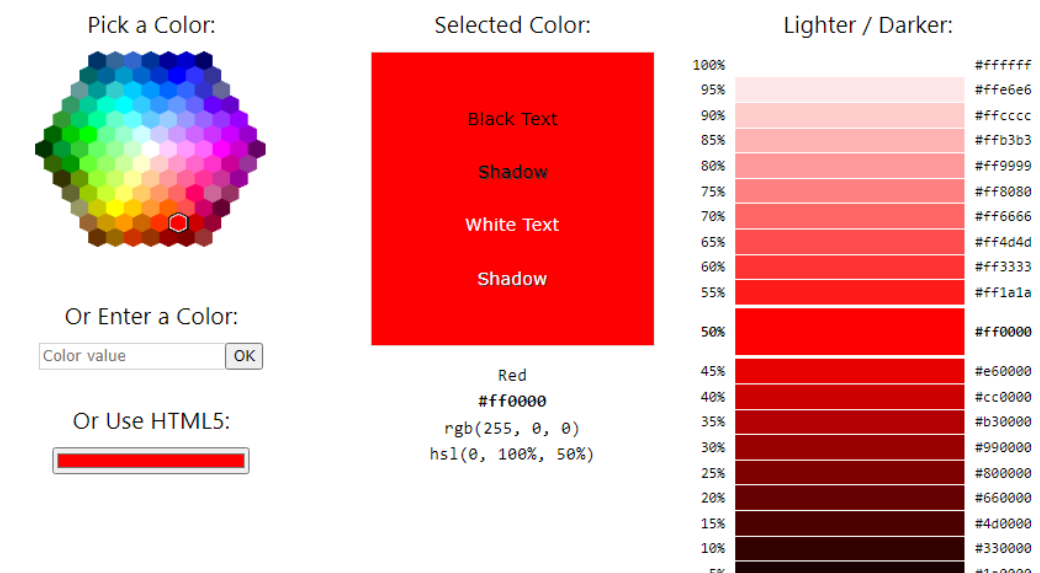 Pick a Color:
Or Enter a Color:
Color value OK
Or Use HTML5:
Selected Color:
Black Text
Shadow
White Text
Shadow
Red
#ff0000
rgb(255, 0, 0)
hsl(0, 100%, 50%)
Lighter / Darker:
100% #ffffff
95% #ffe6e6
90% #ffcccc
85% #ffb3b3
80% #ff9999
75% #ff8080
70% #ff6666
65% #ff4d4d
60% #ff3333
55% #ff1a1a
50% #ff0000
45% #e60000
40% #cc0000
35% #b30000
30% #990000
25% #800000
20% #660000
15% #4d0000
10% #330000
5% #1a0000